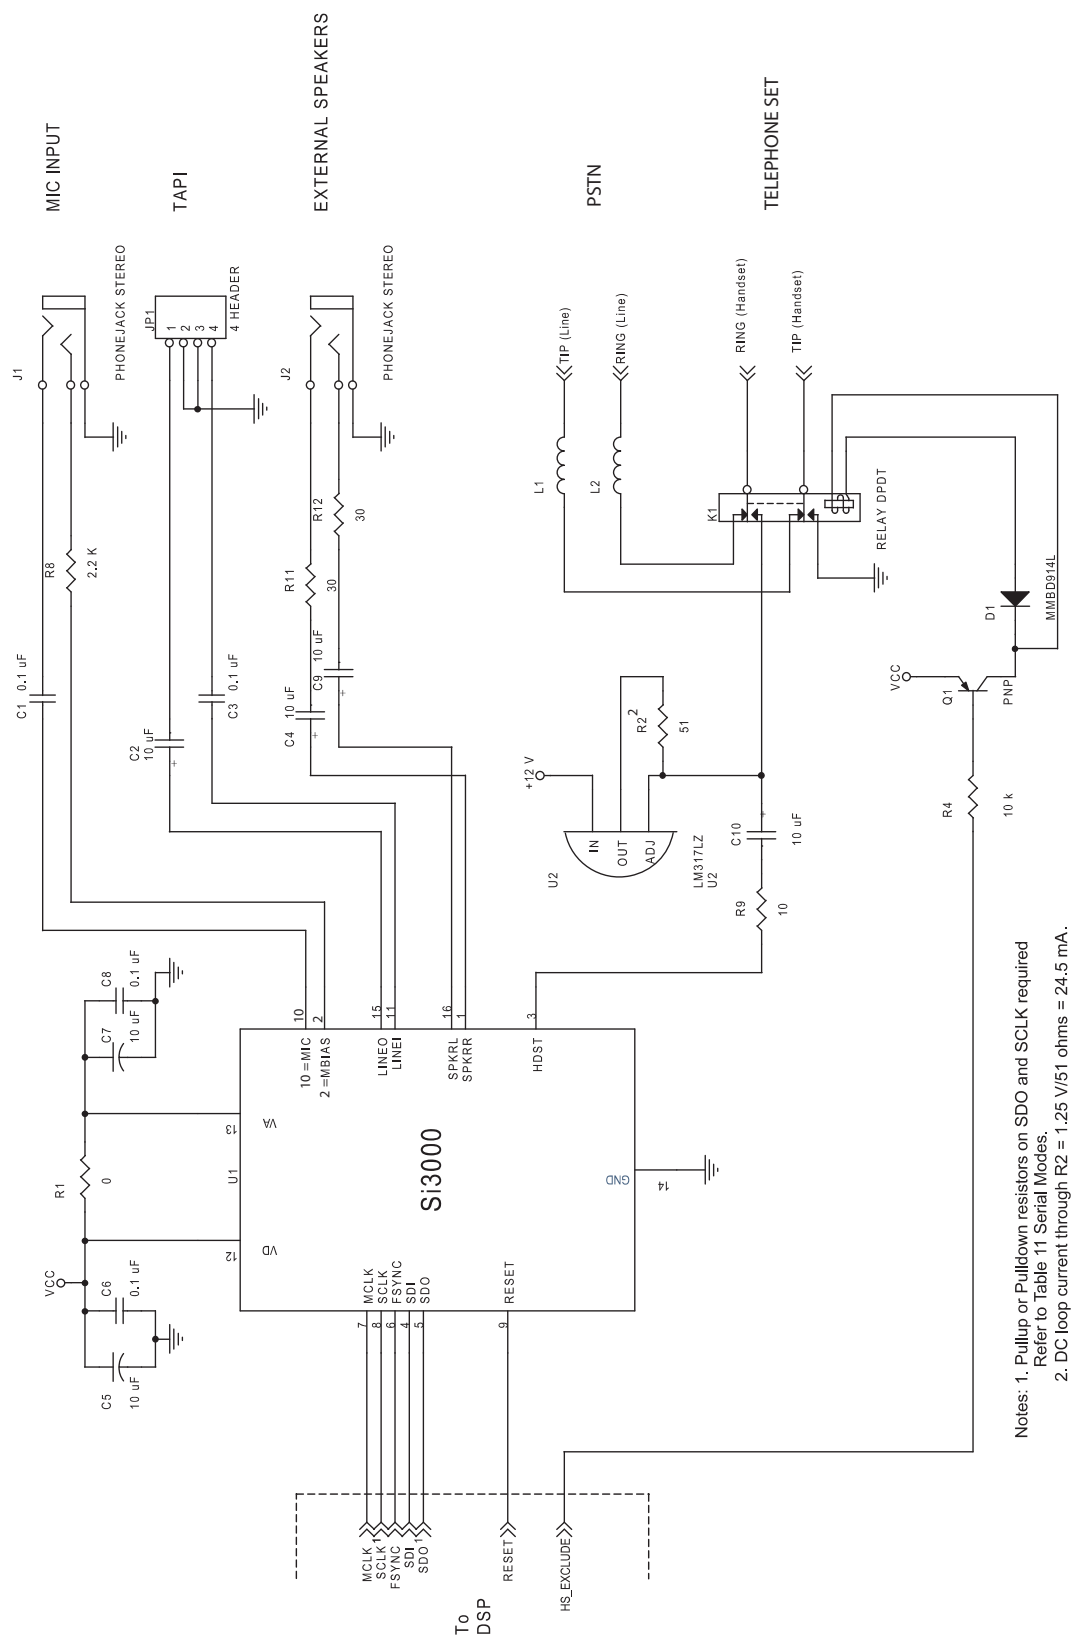 MIC INPUT
TAPI
EXTERNAL SPEAKERS
PSTN
TELEPHONE SET
J1
PHONEJACK STEREO
JP1
1
2
3
4
4 HEADER
J2
PHONEJACK STEREO
TIP (Line)
RING (Line)
RING (Handset)
TIP (Handset)
L1
L2
K1
RELAY DPDT
R8
2.2 K
R12
30
R11
30
D1
MMBD914L
C1
0.1 uF
C2
10 uF
+
C3
0.1 uF
C4
10 uF
+
C9
10 uF
+
VCC
Q1
PNP
R4
10 k
+12 V
R2 2
51
U2
IN
OUT
ADJ
LM317LZ
U2
C10
+
10 uF
R9
10
VCC
C5
10 uF
C6
0.1 uF
R1
0
C7
10 uF
C8
0.1 uF
12
VD
13
VA
U1
Si3000
10
10 =MIC
2
2 =MBIAS
15
LINEO
11
LINEI
16
SPKRL
1
SPKRR
3
HDST
GND
14
7
MCLK
8
SCLK
6
FSYNC
4
SDI
5
SDO
9
RESET
MCLK
SCLK 1
FSYNC
SDI
SDO 1
RESET
HS_EXCLUDE
To
DSP
Notes: 1. Pullup or Pulldown resistors on SDO and SCLK required
Refer to Table 11 Serial Modes.
2. DC loop current through R2 = 1.25 V/51 ohms = 24.5 mA.